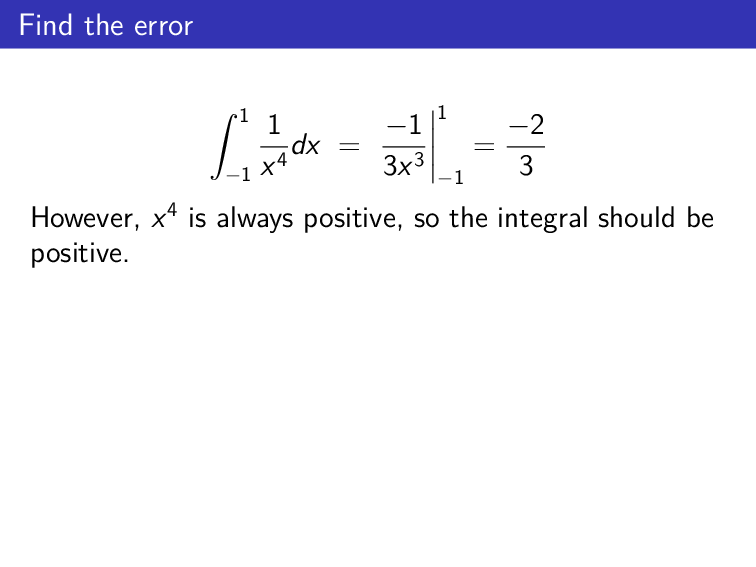 Find the error
$$\int_{-1}^{1} \frac{1}{x^4} dx = \left. \frac{-1}{3x^3} \right|_{-1}^{1} = \frac{-2}{3}$$
However, $x^4$ is always positive, so the integral should be
positive.